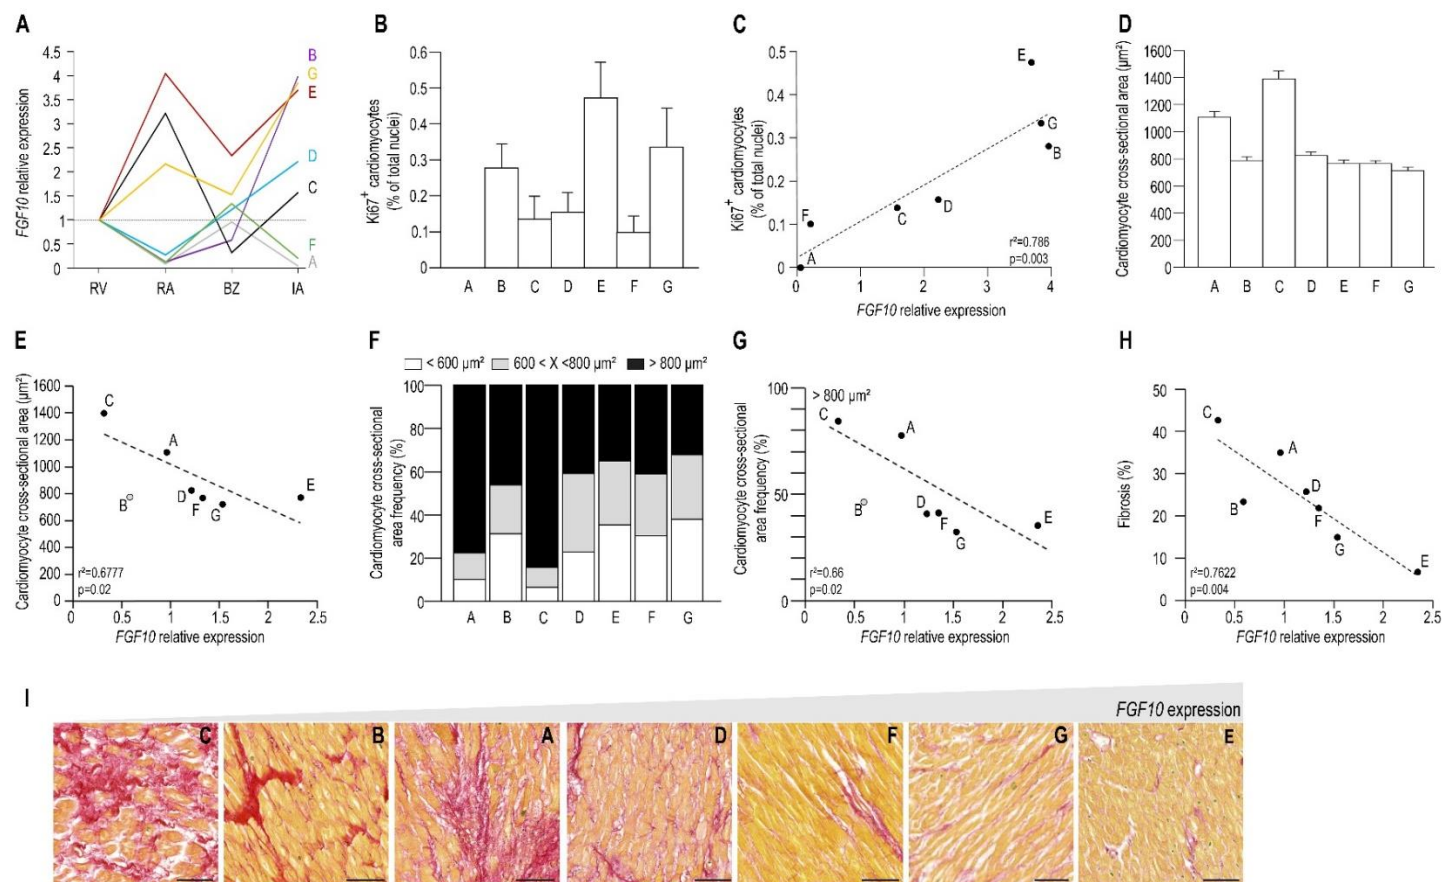 A
FGF10 relative expression
4.5
4
3.5
3
2.5
2
1.5
1
0.5
0
RV RA BZ IA
B
G
E
D
C
F
A
B
Ki67+ cardiomyocytes
(% of total nuclei)
0.6
0.5
0.4
0.3
0.2
0.1
0
A B C D E F G
C
Ki67+ cardiomyocytes
(% of total nuclei)
0.5
0.4
0.3
0.2
0.1
0
E
G
B
D
C
F
A
r²=0.786
p=0.003
0 1 2 3 4
FGF10 relative expression
D
Cardiomyocyte cross-sectional area (µm²)
1600
1400
1200
1000
800
600
400
200
0
A B C D E F G
E
Cardiomyocyte cross-sectional area (µm²)
1600
1400
1200
1000
800
600
400
200
0
C
A
B
D
F
G
E
r²=0.6777
p=0.02
0 0.5 1 1.5 2 2.5
FGF10 relative expression
F
< 600 µm² 600 < X <800 µm² > 800 µm²
Cardiomyocyte cross-sectional
area frequency (%)
100
80
60
40
20
0
A B C D E F G
G
Cardiomyocyte cross-sectional
area frequency (%)
100
50
0
> 800 µm²
C
A
B
D
F
G
E
r²=0.66
p=0.02
0 0.5 1 1.5 2 2.5
FGF10 relative expression
H
Fibrosis (%)
50
40
30
20
10
0
C
A
B
D
F
G
E
r²=0.7622
p=0.004
0 0.5 1 1.5 2 2.5
FGF10 relative expression
I
FGF10 expression
C B A D F G E